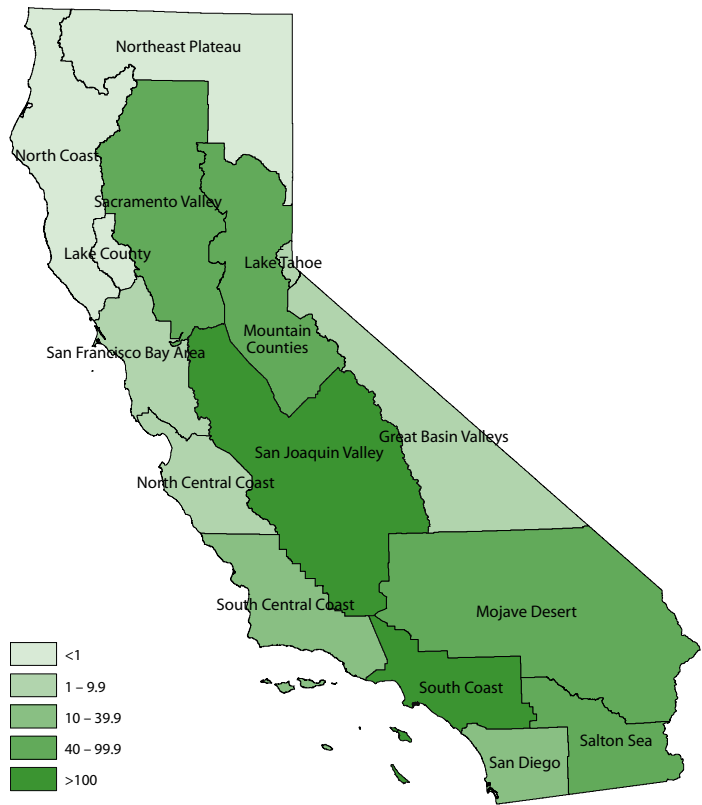 Northeast Plateau
North Coast
Sacramento Valley
Lake County
Lake Tahoe
Mountain
Counties
San Francisco Bay Area
Great Basin Valleys
San Joaquin Valley
North Central Coast
South Central Coast
Mojave Desert
South Coast
Salton Sea
San Diego
<1
1 – 9.9
10 – 39.9
40 – 99.9
>100